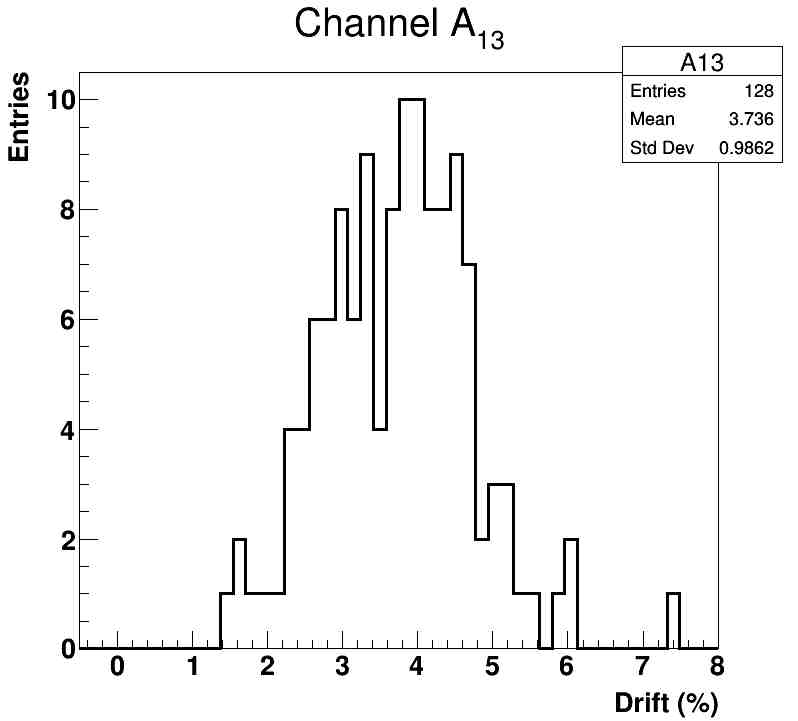 Channel A13
A13
Entries 128
Mean 3.736
Std Dev 0.9862
Entries
10
8
6
4
2
0
0 1 2 3 4 5 6 7 8
Drift (%)